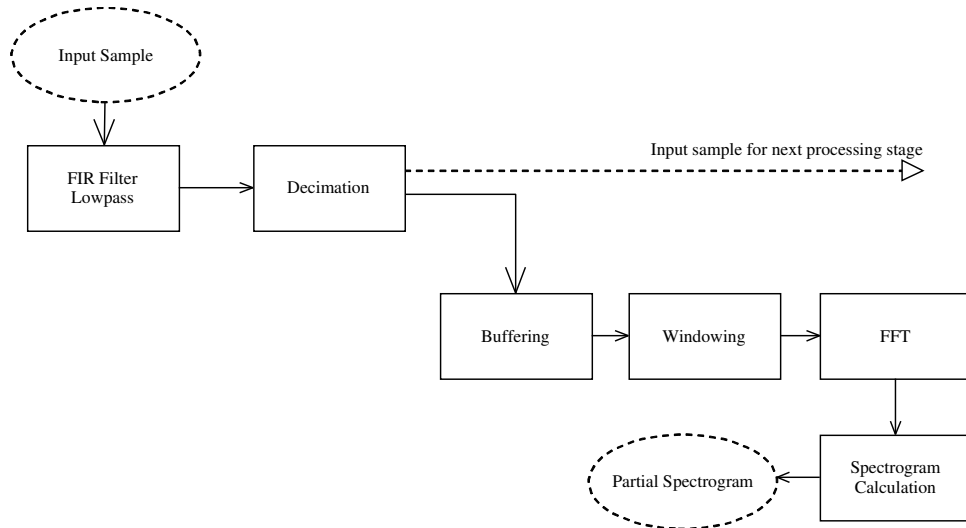 Input Sample
Input sample for next processing stage
FIR Filter
Lowpass
Decimation
Buffering
Windowing
FFT
Partial Spectrogram
Spectrogram
Calculation